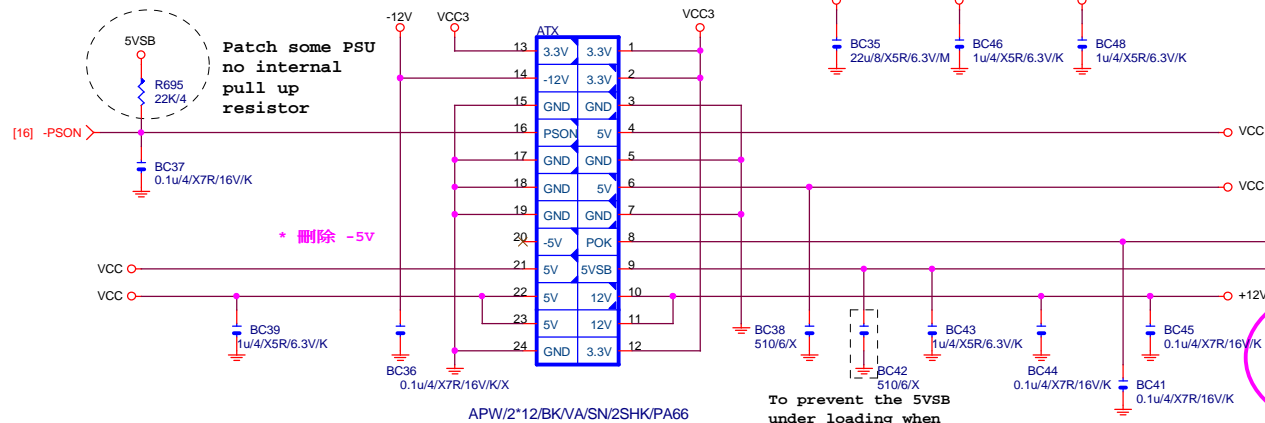 -12V
VCC3
VCC3
5VSB
R695
22K/4
Patch some PSU
no internal
pull up
resistor
[16] -PSON
BC37
0.1u/4/X7R/16V/K
* 刪除 -5V
VCC
VCC
BC39
1u/4/X5R/6.3V/K
BC36
0.1u/4/X7R/16V/K/X
ATX
13 3.3V 3.3V 1
14 -12V 3.3V 2
15 GND GND 3
16 PSON 5V 4
17 GND GND 5
18 GND 5V 6
19 GND GND 7
20 -5V POK 8
21 5V 5VSB 9
22 5V 12V 10
23 5V 12V 11
24 GND 3.3V 12
APW/2*12/BK/VA/SN/2SHK/PA66
BC35
22u/8/X5R/6.3V/M
BC46
1u/4/X5R/6.3V/K
BC48
1u/4/X5R/6.3V/K
VCC
VCC
+12V
BC38
510/6/X
BC42
510/6/X
BC43
1u/4/X5R/6.3V/K
BC44
0.1u/4/X7R/16V/K
BC45
0.1u/4/X7R/16V/K
BC41
0.1u/4/X7R/16V/K
To prevent the 5VSB
under loading when